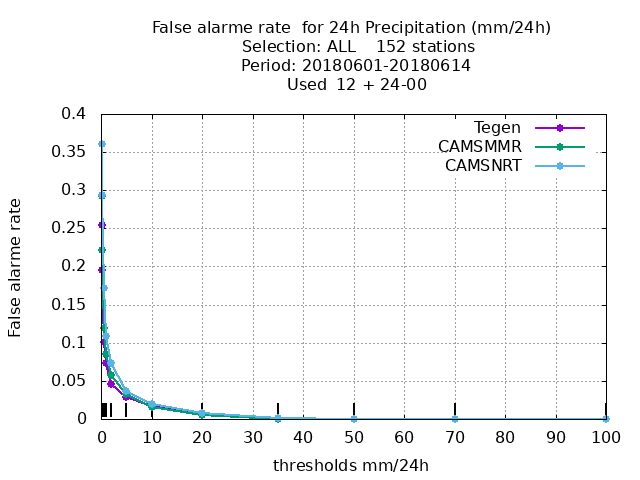 False alarme rate  for 24h Precipitation (mm/24h)
Selection: ALL    152 stations
Period: 20180601-20180614
Used  12 + 24-00
Tegen
CAMSMMR
CAMSNRT
0.4
0.35
0.3
0.25
0.2
0.15
0.1
0.05
0
False alarme rate
0 10 20 30 40 50 60 70 80 90 100
thresholds mm/24h